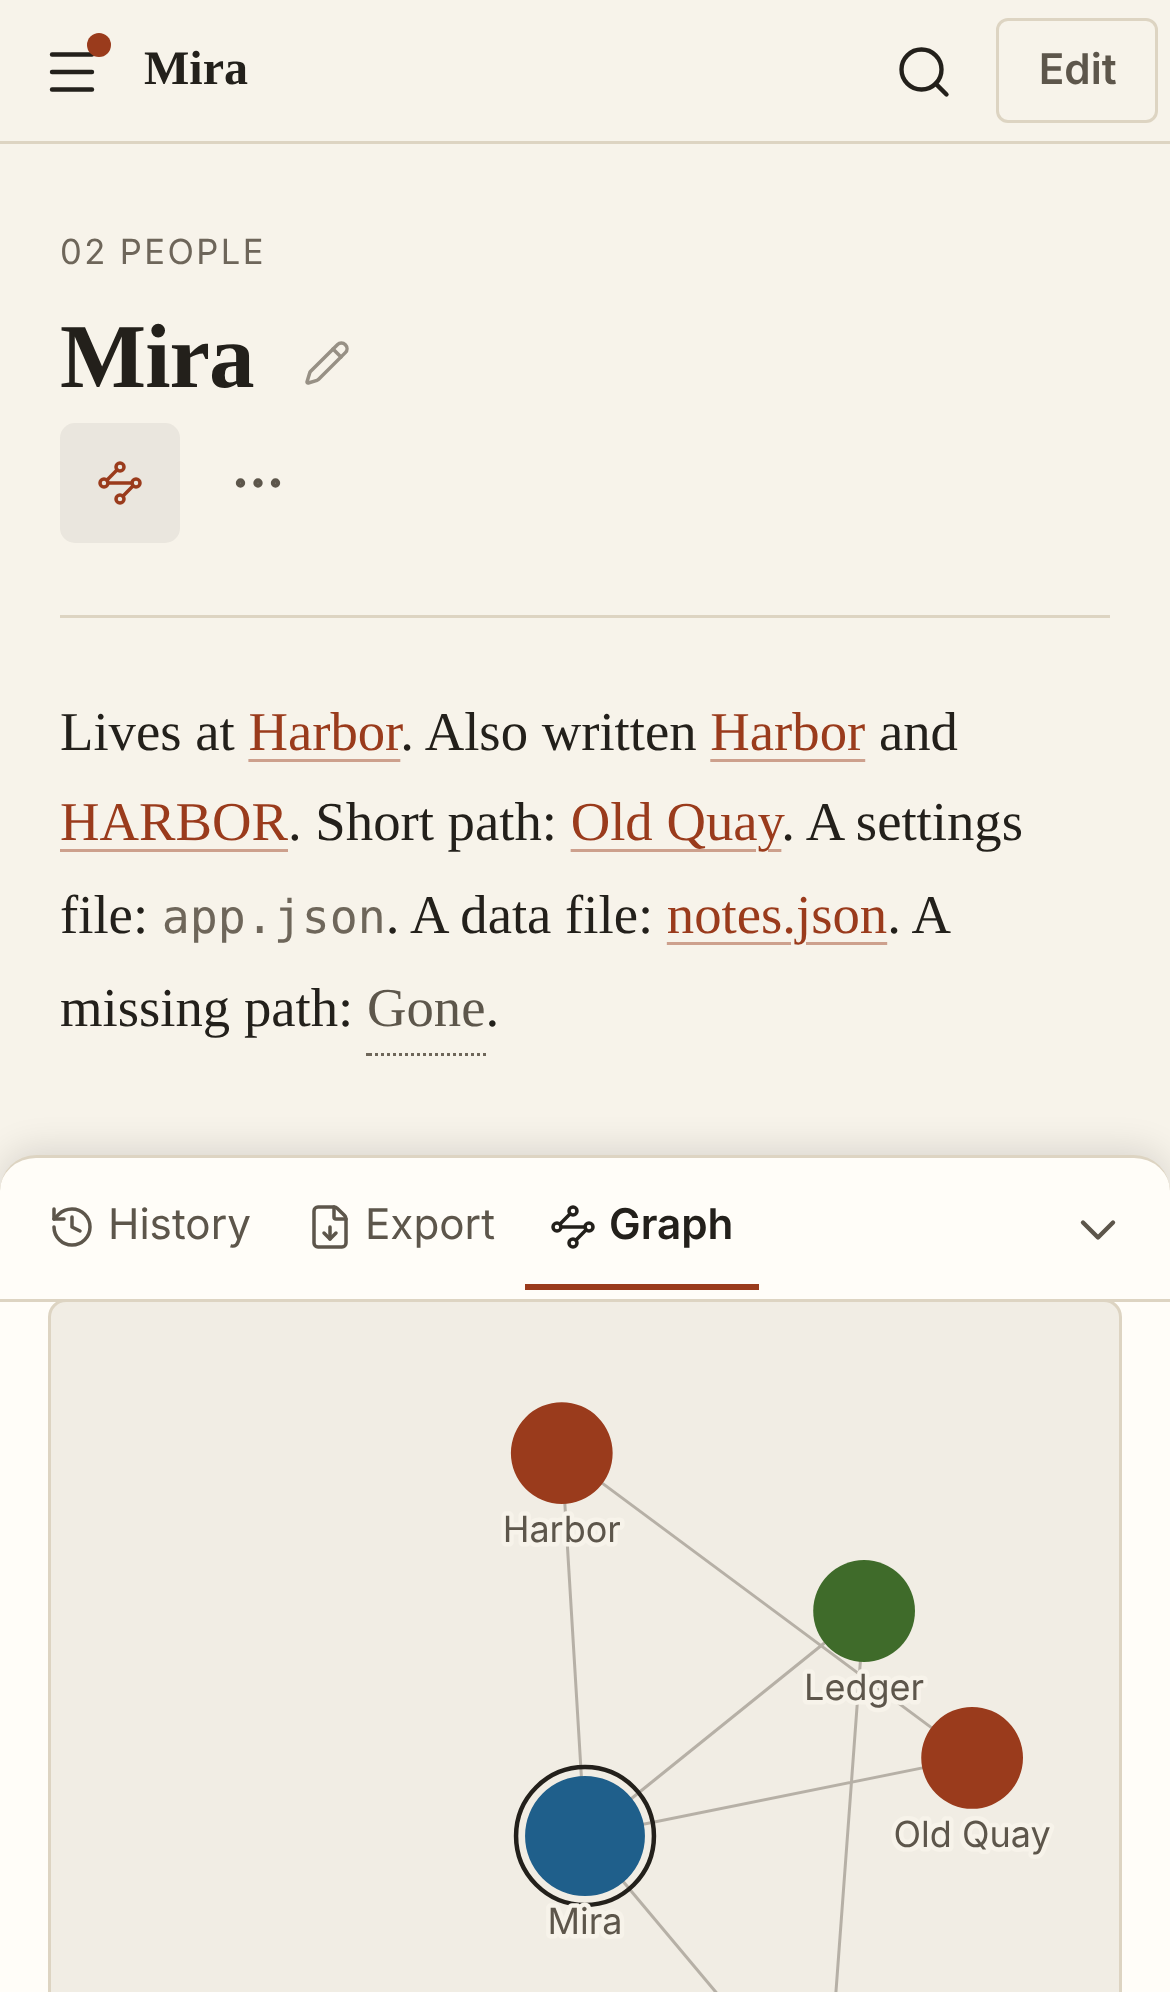 Mira
Edit
02 PEOPLE
Mira
Lives at Harbor. Also written Harbor and
HARBOR. Short path: Old Quay. A settings
file: app.json. A data file: notes.json. A
missing path: Gone.
History Export Graph
Harbor
Ledger
Old Quay
Mira